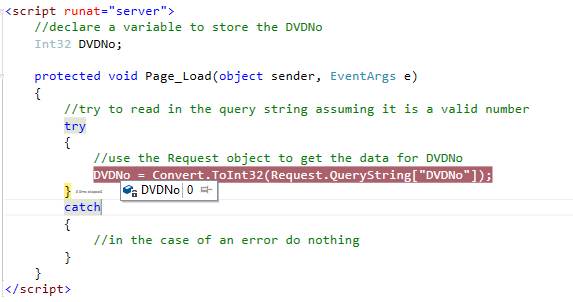 <script runat="server">
//declare a variable to store the DVDNo
Int32 DVDNo;
protected void Page_Load(object sender, EventArgs e)
{
//try to read in the query string assuming it is a valid number
try
{
//use the Request object to get the data for DVDNo
DVDNo = Convert.ToInt32(Request.QueryString["DVDNo"]);
}
DVDNo 0
catch
{
//in the case of an error do nothing
}
}
</script>